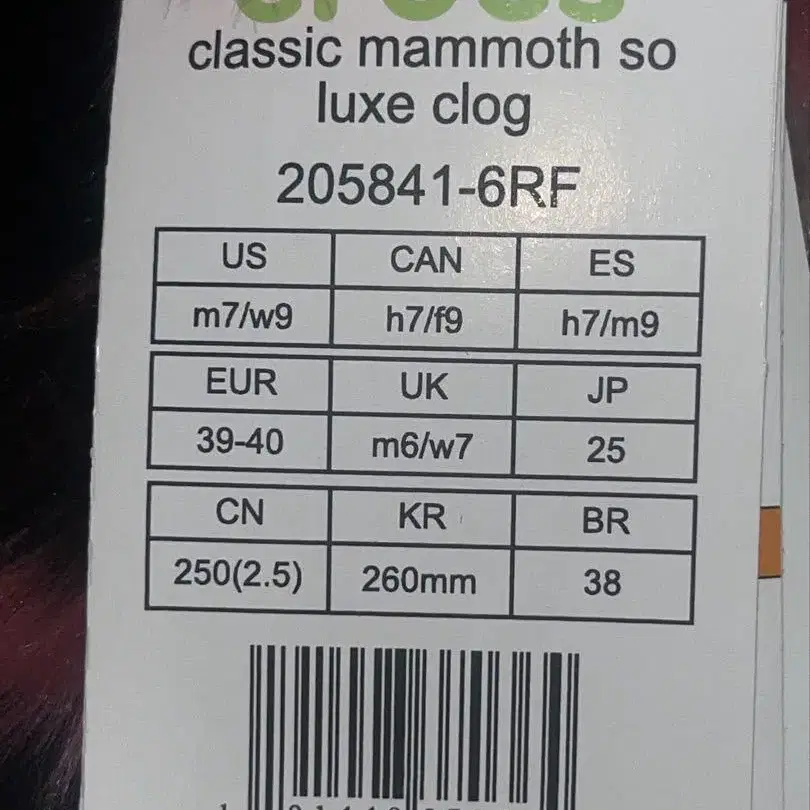 crocs
classic mammoth so
luxe clog
205841-6RF
US CAN ES
m7/w9 h7/f9 h7/m9
EUR UK JP
39-40 m6/w7 25
CN KR BR
250(2.5) 260mm 38